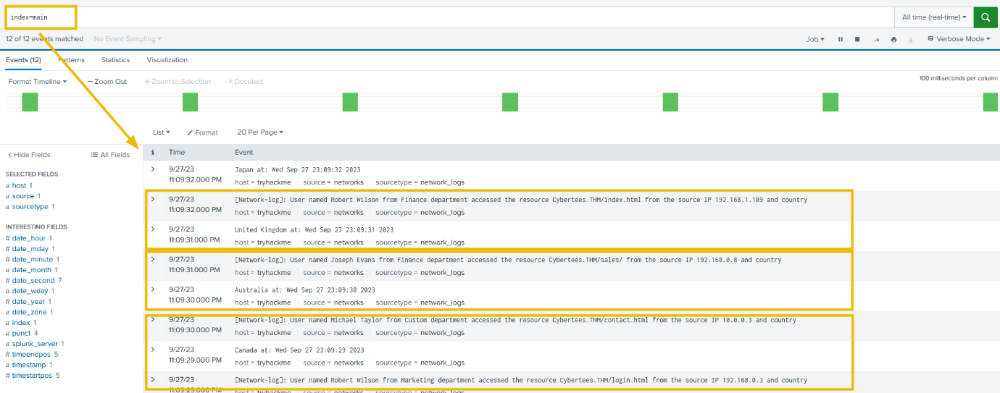 index=main
All time (real-time)
12 of 12 events matched No Event Sampling
Job Verbose Mode
Events (12) Patterns Statistics Visualization
Format Timeline — Zoom Out + Zoom to Selection × Deselect 100 milliseconds per column
List Format 20 Per Page
< Hide Fields All Fields
SELECTED FIELDS
a host 1
a source 1
a sourcetype 1
INTERESTING FIELDS
# date_hour 1
# date_mday 1
# date_minute 1
a date_month 1
# date_second 7
a date_wday 1
# date_year 1
a date_zone 1
a index 1
a punct 4
a splunk_server 1
# timeendpos 5
a timestamp 1
# timestartpos 5
i Time Event
> 9/27/23 Japan at: Wed Sep 27 23:09:32 2023
11:09:32.000 PM host = tryhackme source = networks sourcetype = network_logs
> 9/27/23 [Network-log]: User named Robert Wilson from Finance department accessed the resource Cybertees.THM/index.html from the source IP 192.168.1.109 and country
11:09:32.000 PM host = tryhackme source = networks sourcetype = network_logs
> 9/27/23 United Kingdom at: Wed Sep 27 23:09:31 2023
11:09:31.000 PM host = tryhackme source = networks sourcetype = network_logs
> 9/27/23 [Network-log]: User named Joseph Evans from Finance department accessed the resource Cybertees.THM/sales/ from the source IP 192.168.0.8 and country
11:09:31.000 PM host = tryhackme source = networks sourcetype = network_logs
> 9/27/23 Australia at: Wed Sep 27 23:09:30 2023
11:09:30.000 PM host = tryhackme source = networks sourcetype = network_logs
> 9/27/23 [Network-log]: User named Michael Taylor from Custom department accessed the resource Cybertees.THM/contact.html from the source IP 10.0.0.3 and country
11:09:30.000 PM host = tryhackme source = networks sourcetype = network_logs
> 9/27/23 Canada at: Wed Sep 27 23:09:29 2023
11:09:29.000 PM host = tryhackme source = networks sourcetype = network_logs
> 9/27/23 [Network-log]: User named Robert Wilson from Marketing department accessed the resource Cybertees.THM/login.html from the source IP 192.168.0.3 and country
11:09:29.000 PM host = tryhackme source = networks sourcetype = network_logs